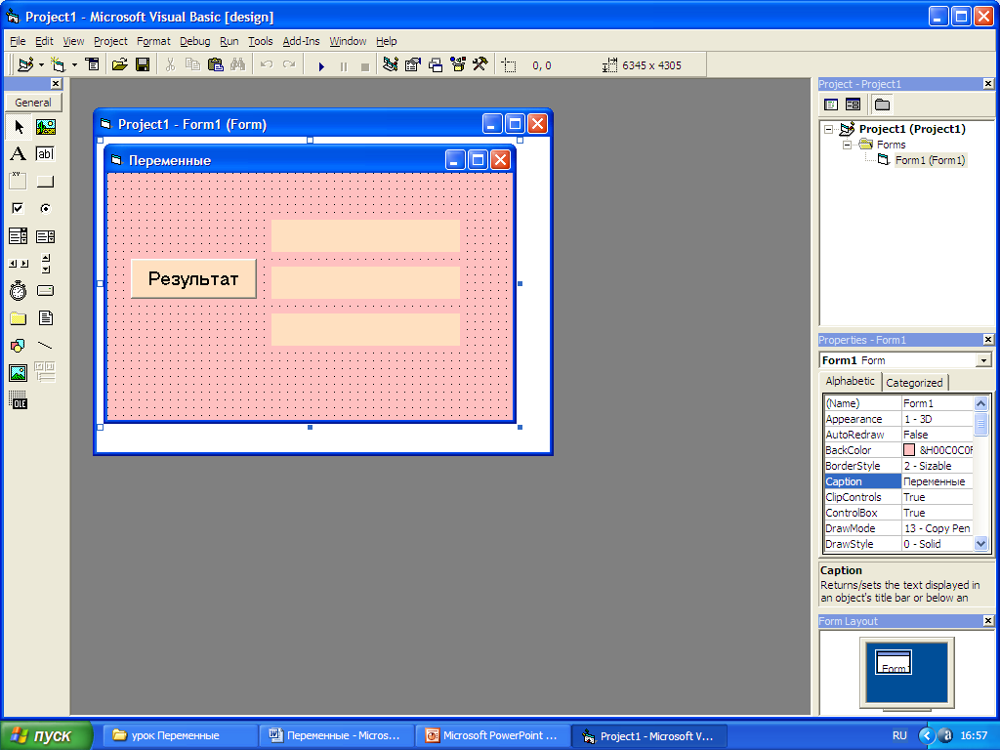 Project1 - Microsoft Visual Basic [design]
File Edit View Project Format Debug Run Tools Add-Ins Window Help
0, 0 6345 x 4305
General
A
ab
xv
OLE
Project1 - Form1 (Form)
Переменные
Результат
Project - Project1
Project1 (Project1)
Forms
Form1 (Form1)
Properties - Form1
Form1 Form
Alphabetic Categorized
(Name) Form1
Appearance 1 - 3D
AutoRedraw False
BackColor &H00C0C0F
BorderStyle 2 - Sizable
Caption Переменные
ClipControls True
ControlBox True
DrawMode 13 - Copy Pen
DrawStyle 0 - Solid
Caption
Returns/sets the text displayed in
an object's title bar or below an
Form Layout
Form1
пуск урок Переменные Переменные - Micros... Microsoft PowerPoint ... Project1 - Microsoft V... RU 16:57